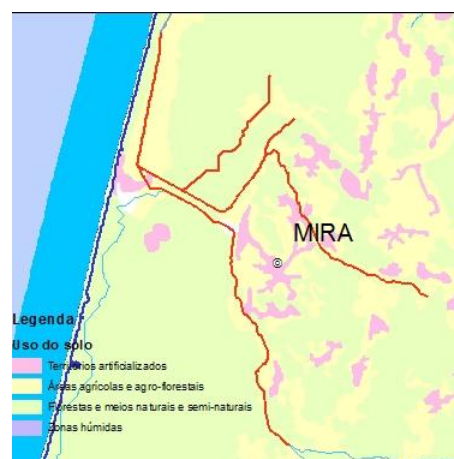 MIRA
Legenda
Uso do solo
Territórios artificializados
Áreas agrícolas e agro-florestais
Florestas e meios naturais e semi-naturais
Zonas húmidas